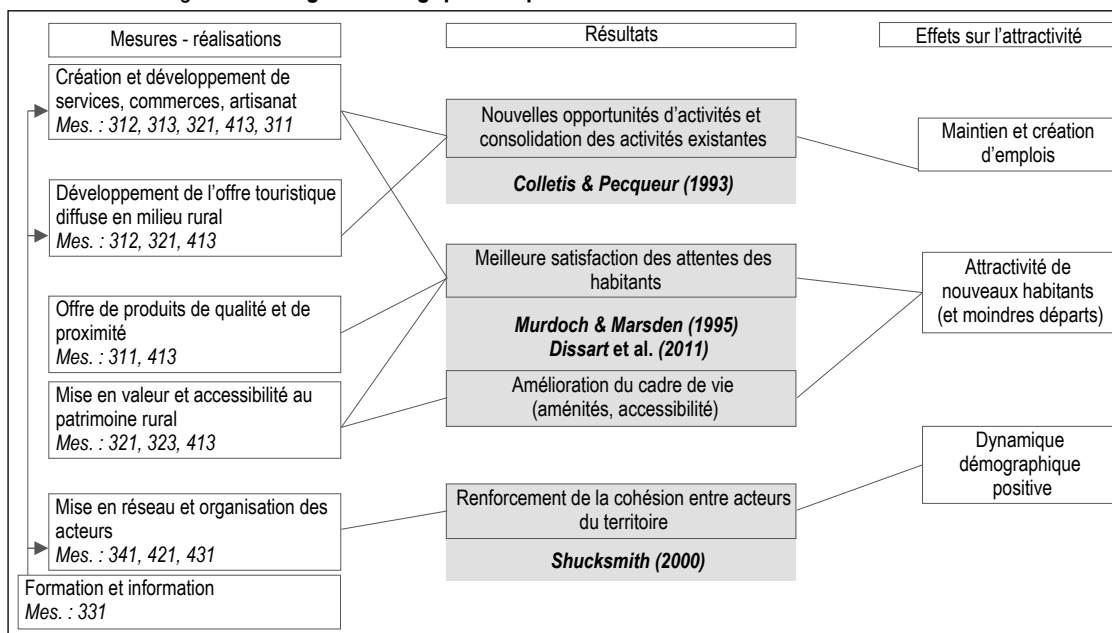 Mesures - réalisations
Création et développement de
services, commerces, artisanat
Mes. : 312, 313, 321, 413, 311
Développement de l'offre touristique
diffuse en milieu rural
Mes. : 312, 321, 413
Offre de produits de qualité et de
proximité
Mes. : 311, 413
Mise en valeur et accessibilité au
patrimoine rural
Mes. : 321, 323, 413
Mise en réseau et organisation des
acteurs
Mes. : 341, 421, 431
Formation et information
Mes. : 331
Résultats
Nouvelles opportunités d'activités et
consolidation des activités existantes
Colletis & Pecqueur (1993)
Meilleure satisfaction des attentes des
habitants
Murdoch & Marsden (1995)
Dissart et al. (2011)
Amélioration du cadre de vie
(aménités, accessibilité)
Renforcement de la cohésion entre acteurs
du territoire
Shucksmith (2000)
Effets sur l'attractivité
Maintien et création
d'emplois
Attractivité de
nouveaux habitants
(et moindres départs)
Dynamique
démographique
positive